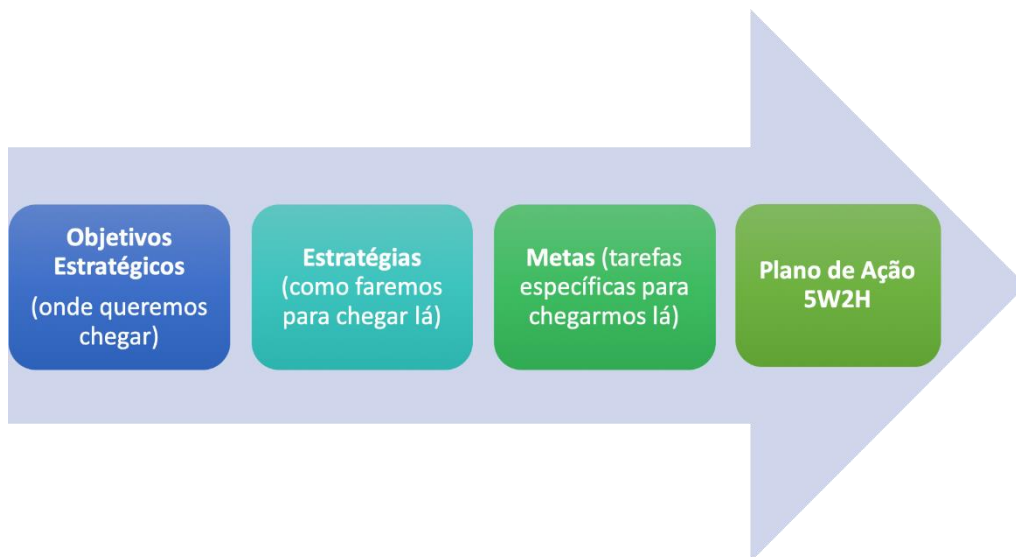 Objetivos
Estratégicos
(onde queremos
chegar)
Estratégias
(como faremos
para chegar lá)
Metas (tarefas
específicas para
chegarmos lá)
Plano de Ação
5W2H